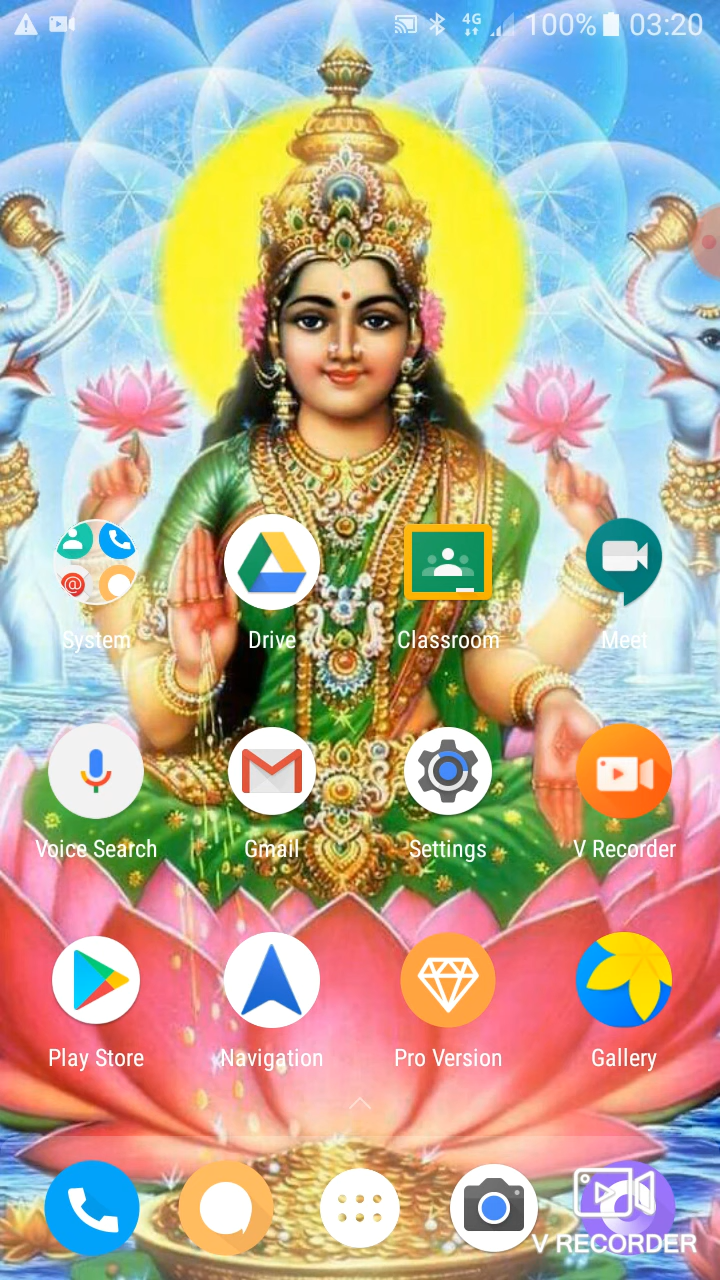 4G 100% 03:20
System Drive Classroom Meet
Voice Search Gmail Settings V Recorder
Play Store Navigation Pro Version Gallery
V RECORDER